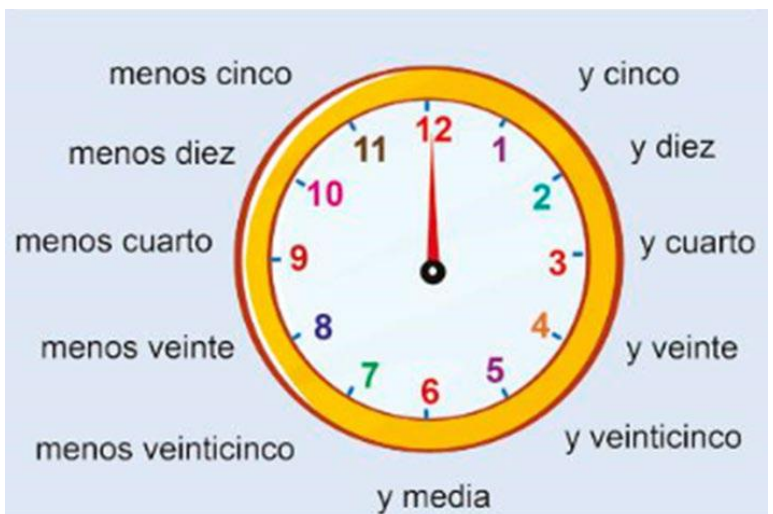 menos cinco
y cinco
menos diez
y diez
12
11
1
10
2
menos cuarto
y cuarto
9
3
8
4
menos veinte
y veinte
7
5
6
menos veinticinco
y veinticinco
y media